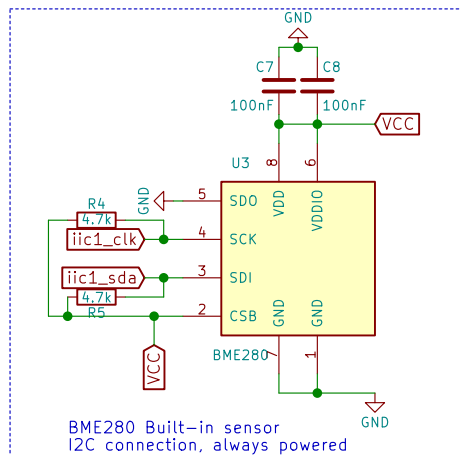 GND
C7
C8
100nF
100nF
VCC
U3
8
6
VDD
VDDIO
GND
5
SDO
R4
4.7k
iic1_clk
4
SCK
iic1_sda
3
SDI
4.7k
R5
2
CSB
GND
GND
VCC
BME280
7
1
GND
BME280 Built-in sensor
I2C connection, always powered